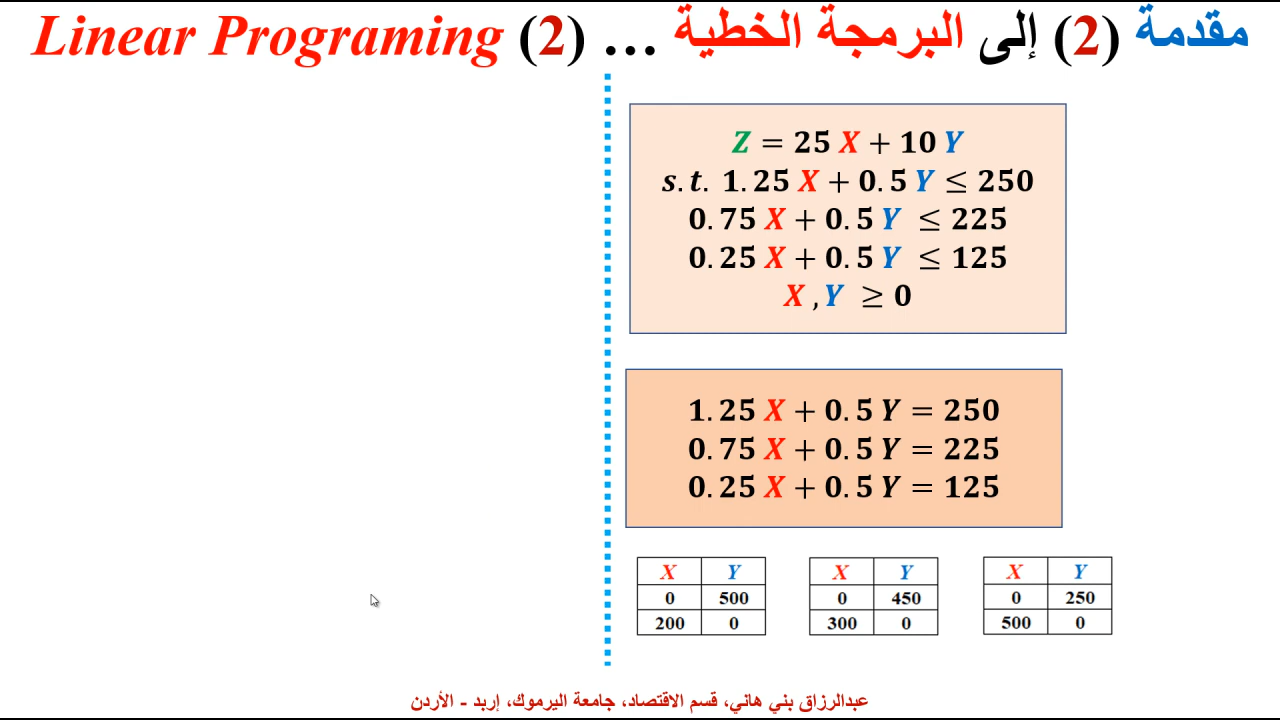 مقدمة (2) إلى البرمجة الخطية ... (2) Linear Programing
Z = 25 X + 10 Y
s.t. 1.25 X + 0.5 Y ≤ 250
0.75 X + 0.5 Y ≤ 225
0.25 X + 0.5 Y ≤ 125
X , Y ≥ 0
1.25 X + 0.5 Y = 250
0.75 X + 0.5 Y = 225
0.25 X + 0.5 Y = 125
X Y
0 500
200 0
X Y
0 450
300 0
X Y
0 250
500 0
عبدالرزاق بني هاني، قسم الاقتصاد، جامعة اليرموك، إربد - الأردن